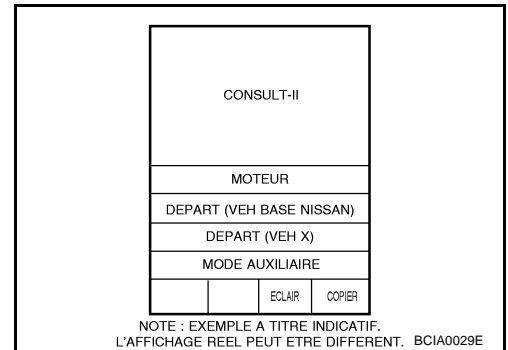 CONSULT-II
MOTEUR
DEPART (VEH BASE NISSAN)
DEPART (VEH X)
MODE AUXILIAIRE
ECLAIR COPIER
NOTE : EXEMPLE A TITRE INDICATIF.
L'AFFICHAGE REEL PEUT ETRE DIFFERENT. BCIA0029E